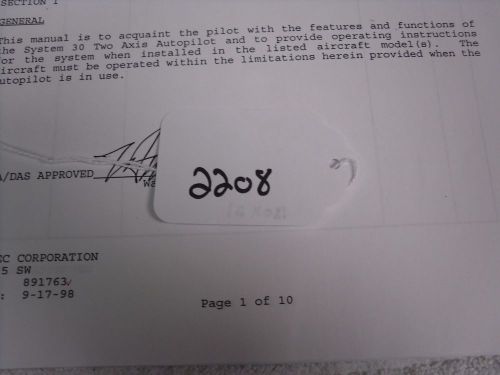 SECTION 1
GENERAL
This manual is to acquaint the pilot with the features and functions of
the System 30 Two Axis Autopilot and to provide operating instructions
for the system when installed in the listed aircraft model(s). The
aircraft must be operated within the limitations herein provided when the
autopilot is in use.
2208
/DAS APPROVED
EC CORPORATION
5 SW
891763
: 9-17-98
Page 1 of 10